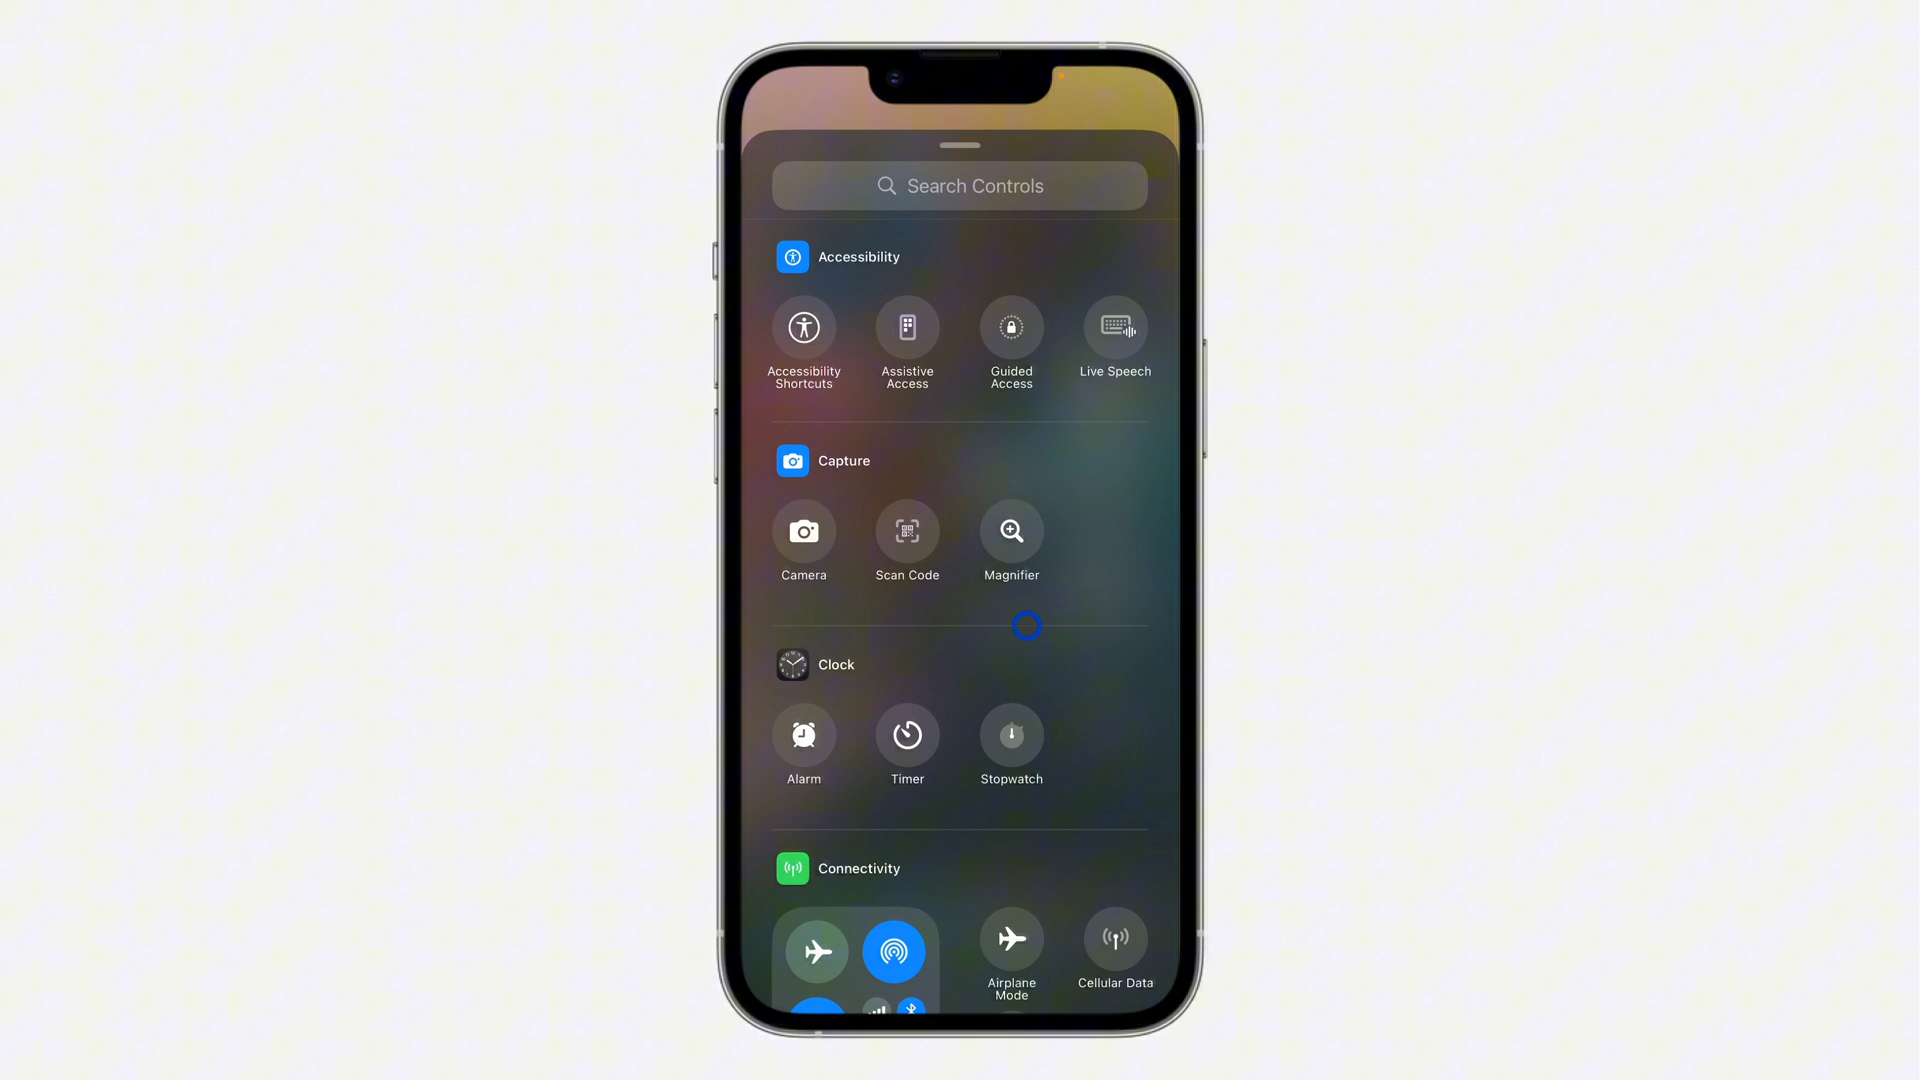 Search Controls
Accessibility
Accessibility
Shortcuts
Assistive
Access
Guided
Access
Live Speech
Capture
Camera
Scan Code
Magnifier
Clock
Alarm
Timer
Stopwatch
Connectivity
Airplane
Mode
Cellular Data